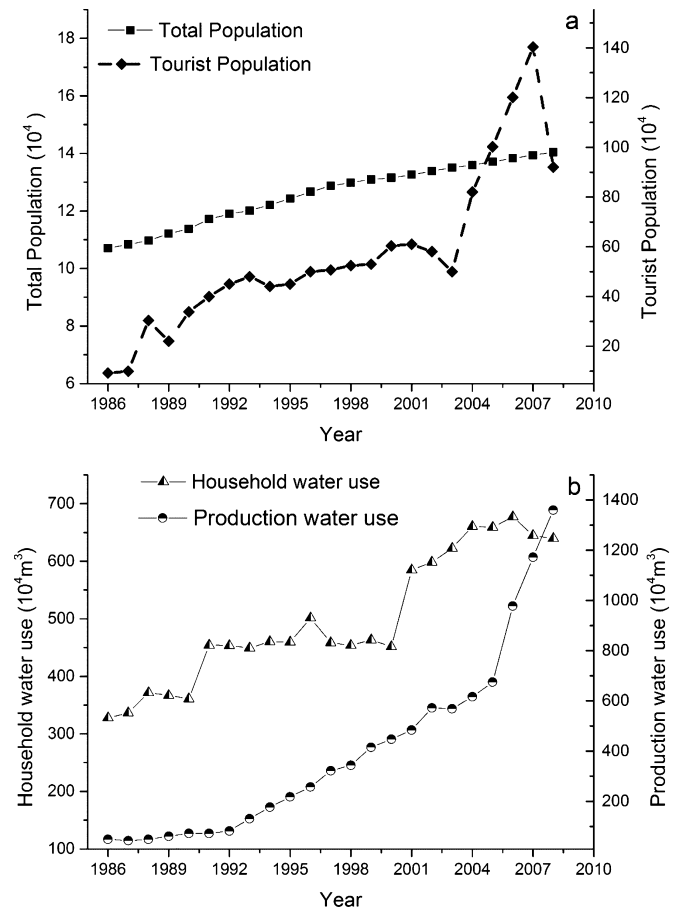 a
Total Population
Tourist Population
18
16
14
12
10
8
6
140
120
100
80
60
40
20
Total Population (10⁴)
Tourist Population (10⁴)
1986 1989 1992 1995 1998 2001 2004 2007 2010
Year
b
Household water use
Production water use
700
600
500
400
300
200
100
1400
1200
1000
800
600
400
200
Household water use (10⁴m³)
Production water use (10⁴m³)
1986 1989 1992 1995 1998 2001 2004 2007 2010
Year